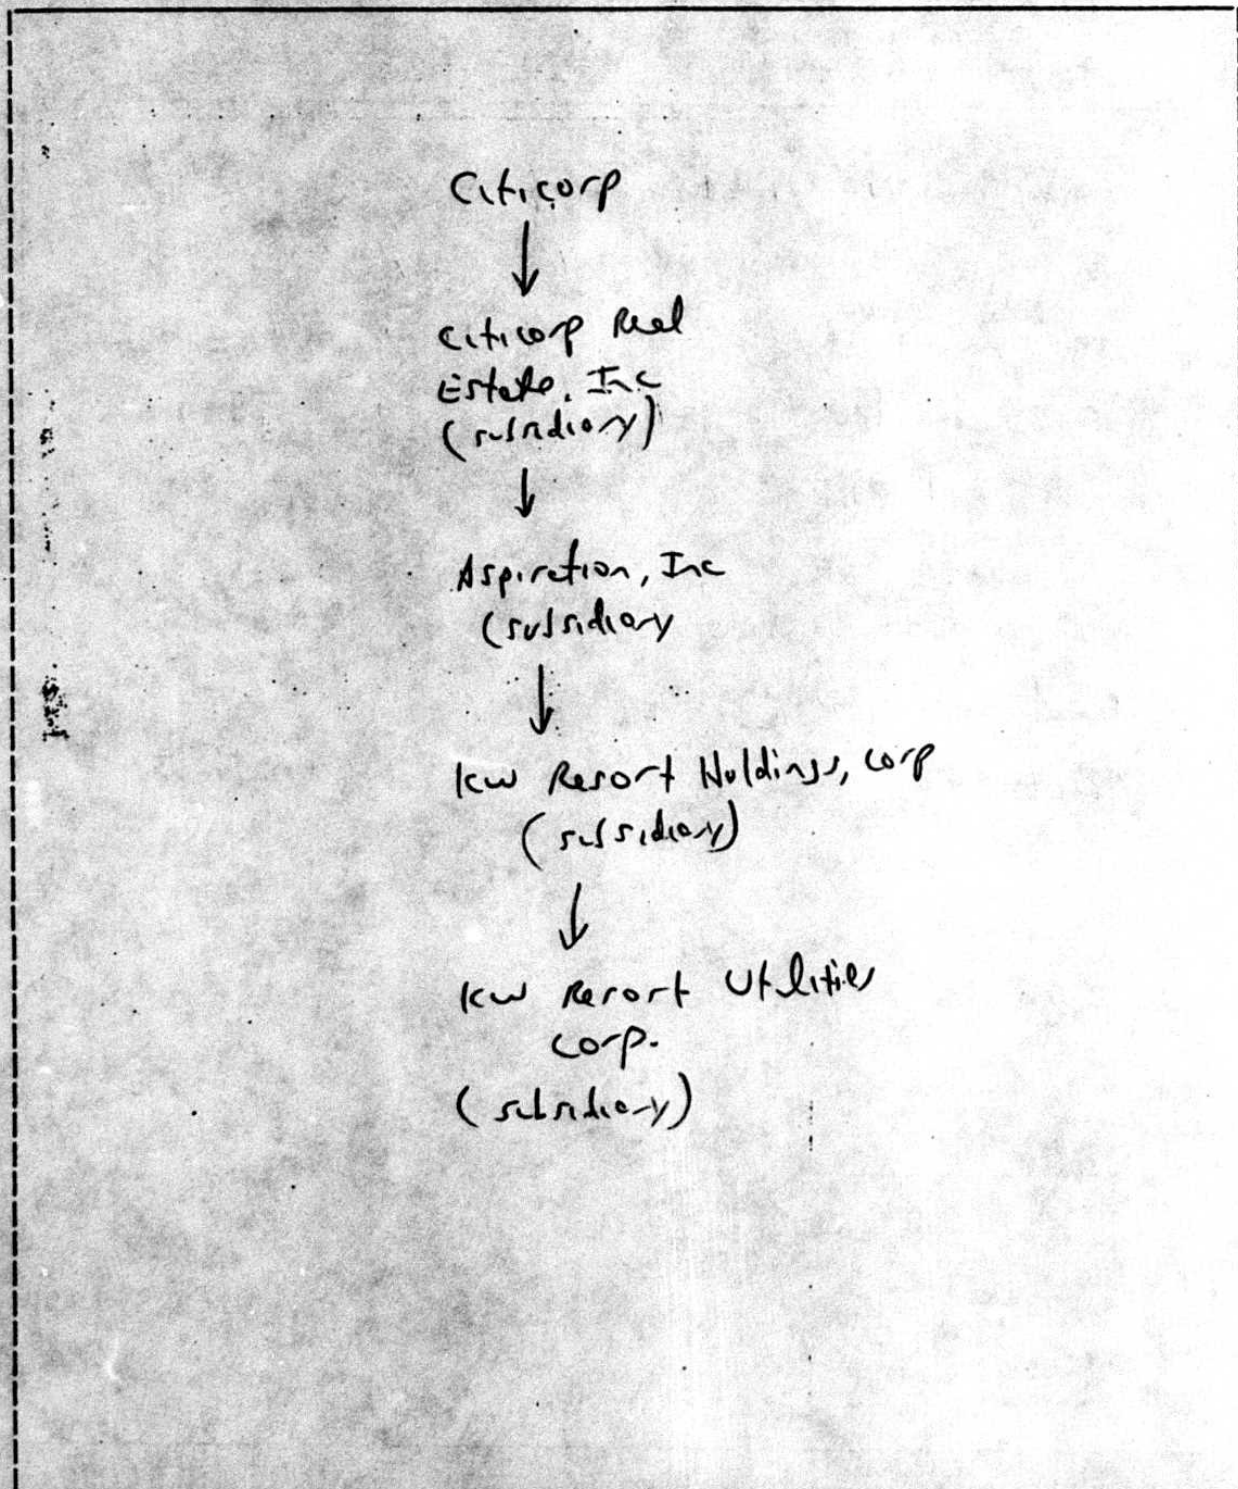 Citicorp
↓
Citicorp Real
Estate, Inc
(subsidiary)
↓
Aspiration, Inc
(subsidiary
↓
KW Resort Holdings, Corp
(subsidiary)
↓
KW Resort Utilities
Corp.
(subsidiary)